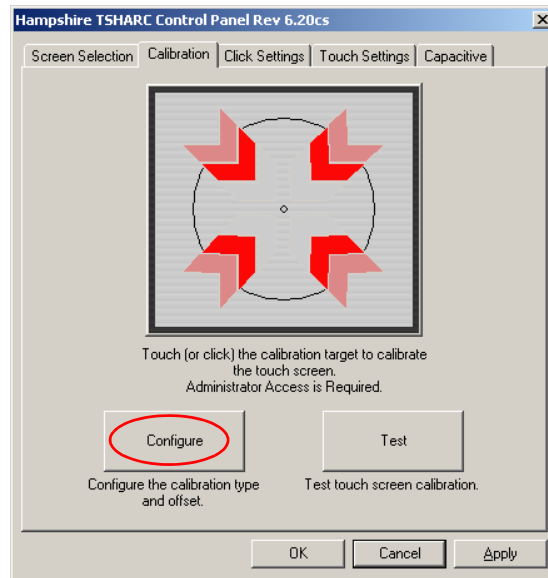 Hampshire TSHARC Control Panel Rev 6.20cs
Screen Selection Calibration Click Settings Touch Settings Capacitive
Touch (or click) the calibration target to calibrate
the touch screen.
Administrator Access is Required.
Configure Test
Configure the calibration type Test touch screen calibration.
and offset.
OK Cancel Apply